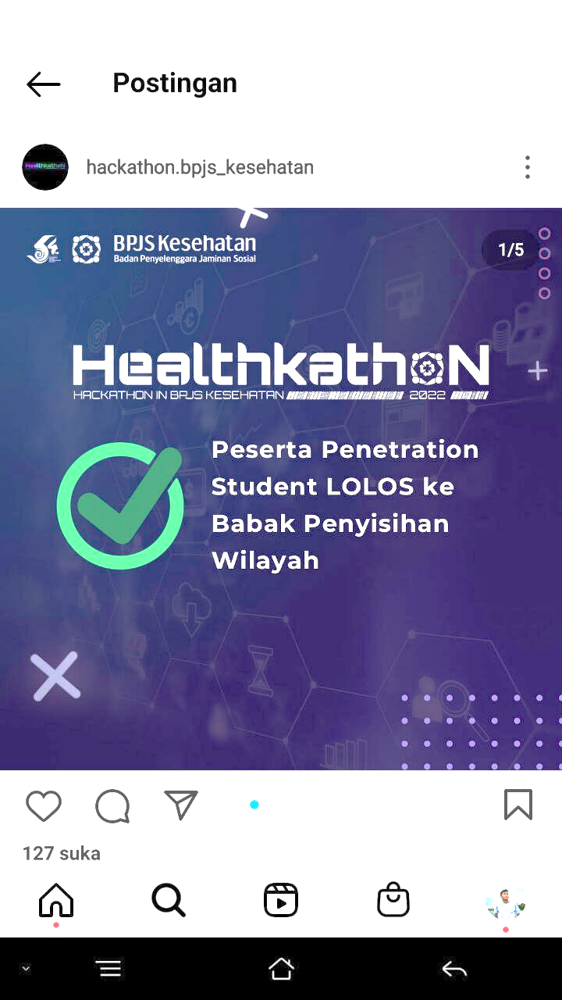 Postingan
HealthkathoN
hackathon.bpjs_kesehatan
BPJS Kesehatan
Badan Penyelenggara Jaminan Sosial
1/5
HealthkathoN
HACKATHON IN BPJS KESEHATAN 2022
Peserta Penetration
Student LOLOS ke
Babak Penyisihan
Wilayah
127 suka